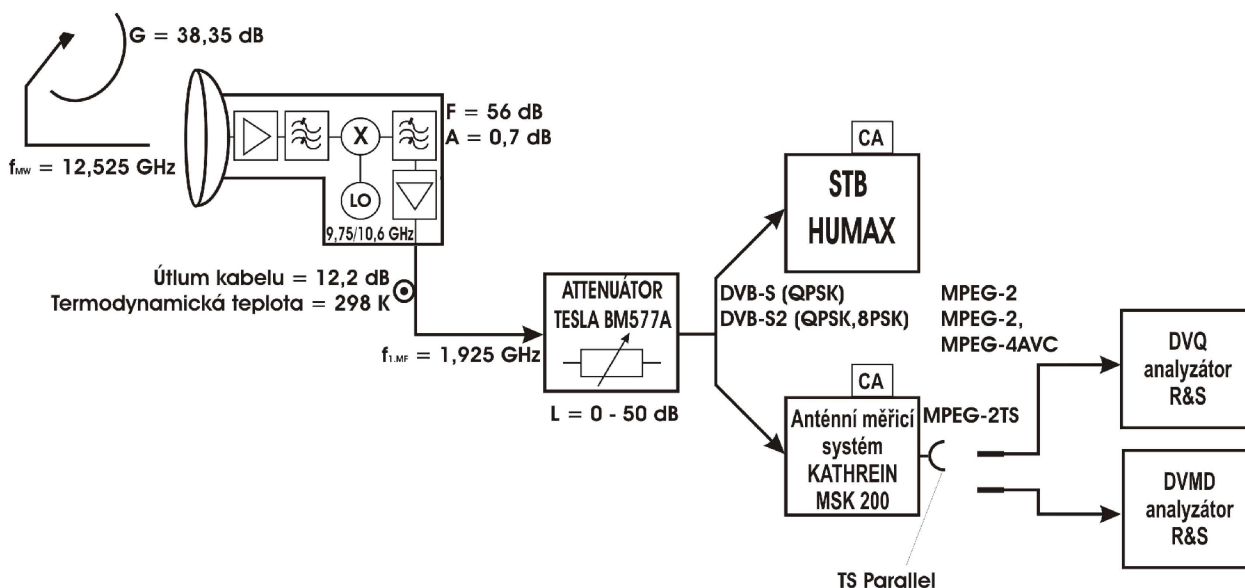 G = 38,35 dB
fMW = 12,525 GHz
F = 56 dB
A = 0,7 dB
X
LO
9,75/10,6 GHz
Útlum kabelu = 12,2 dB
Termodynamická teplota = 298 K
f1.MF = 1,925 GHz
ATTENUÁTOR
TESLA BM577A
L = 0 - 50 dB
CA
STB
HUMAX
DVB-S (QPSK)
DVB-S2 (QPSK,8PSK)
MPEG-2
MPEG-2,
MPEG-4AVC
CA
Anténní měřicí
systém
KATHREIN
MSK 200
MPEG-2TS
TS Parallel
DVQ
analyzátor
R&S
DVMD
analyzátor
R&S